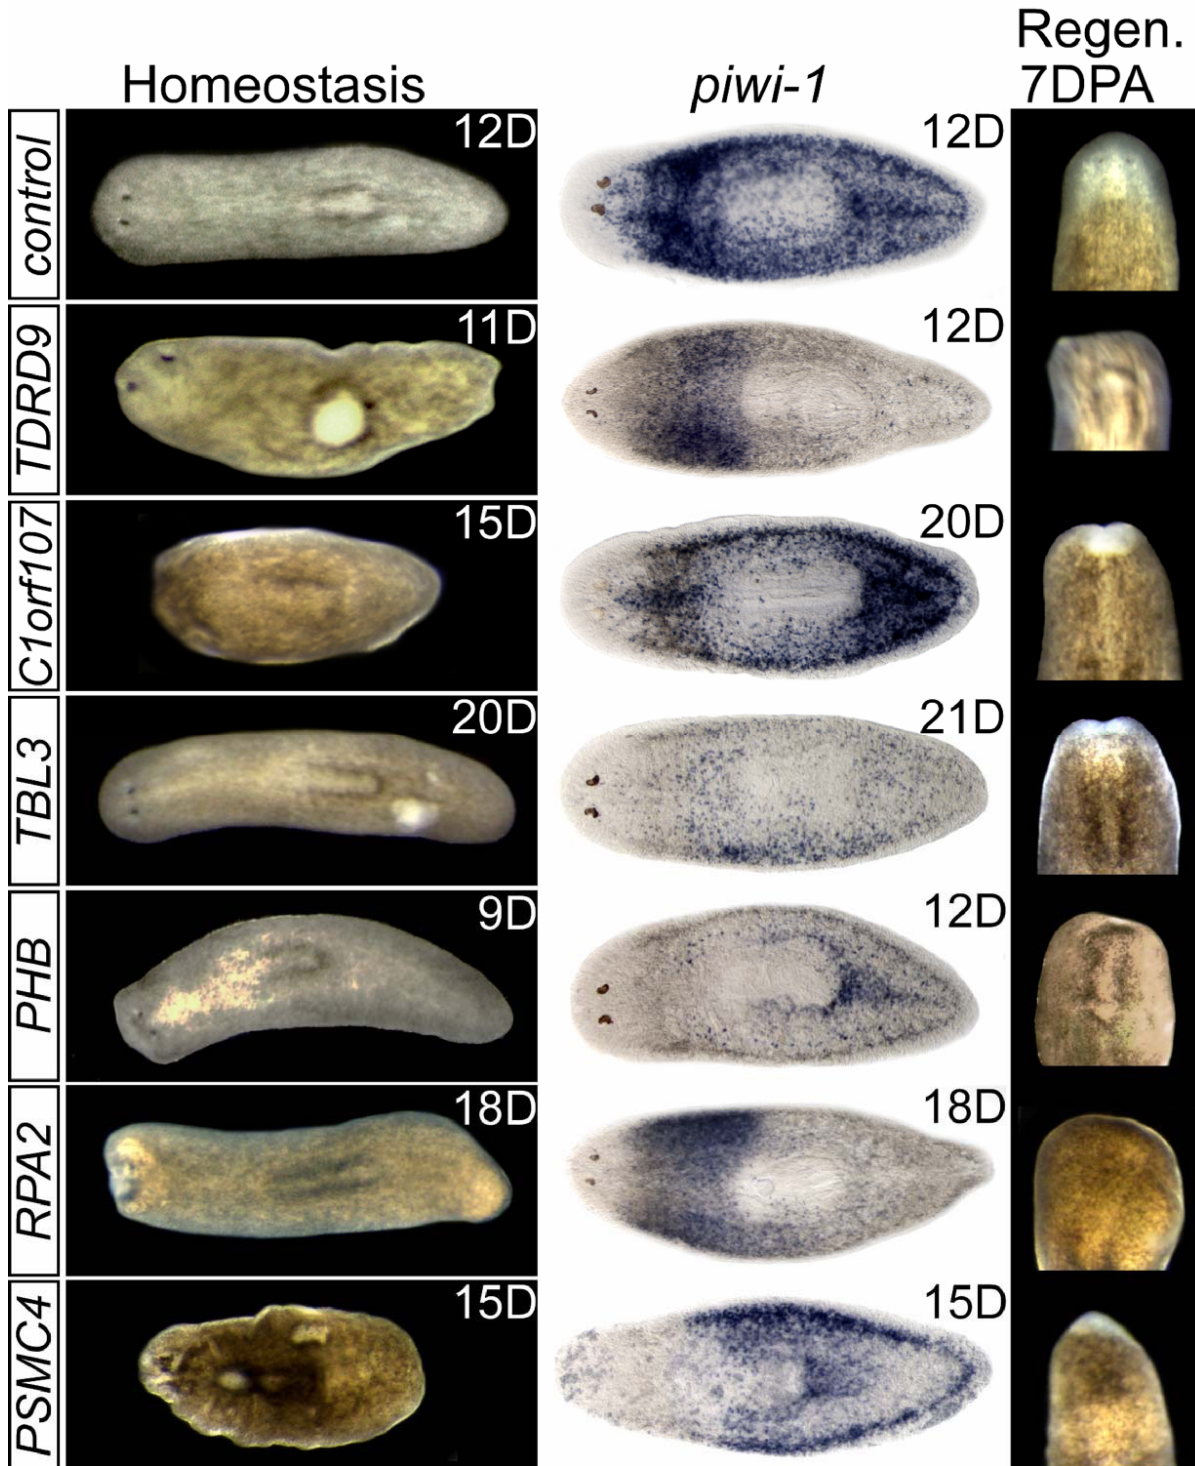 Regen.
Homeostasis piwi-1 7DPA
control 12D 12D
TDRD9 11D 12D
C1orf107 15D 20D
TBL3 20D 21D
PHB 9D 12D
RPA2 18D 18D
PSMC4 15D 15D